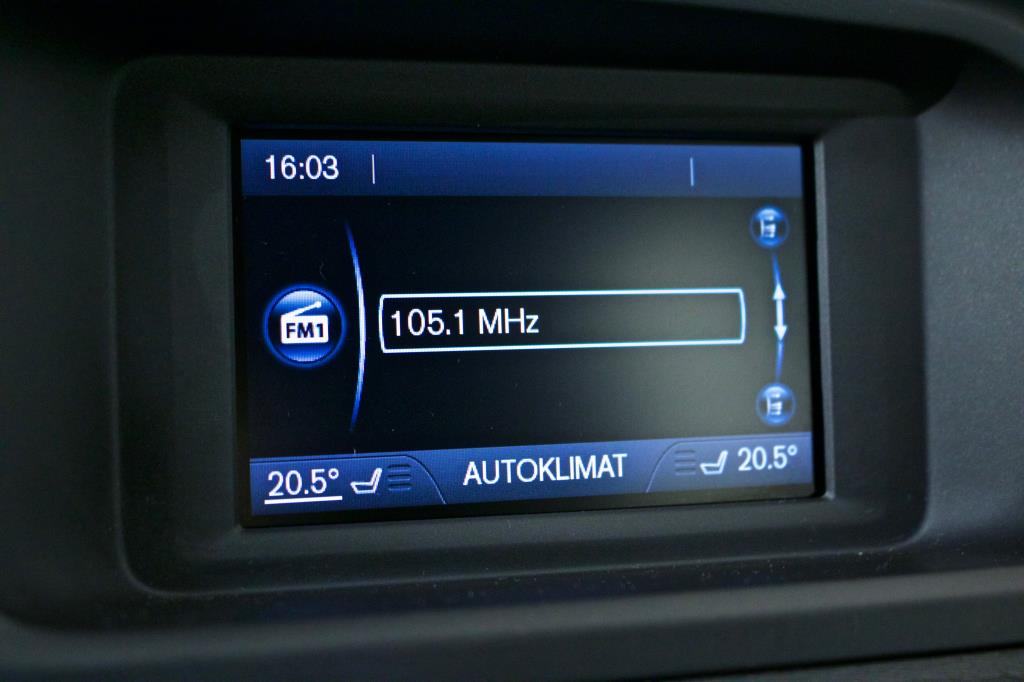 16:03
FM1
105.1 MHz
20.5° AUTOKLIMAT 20.5°